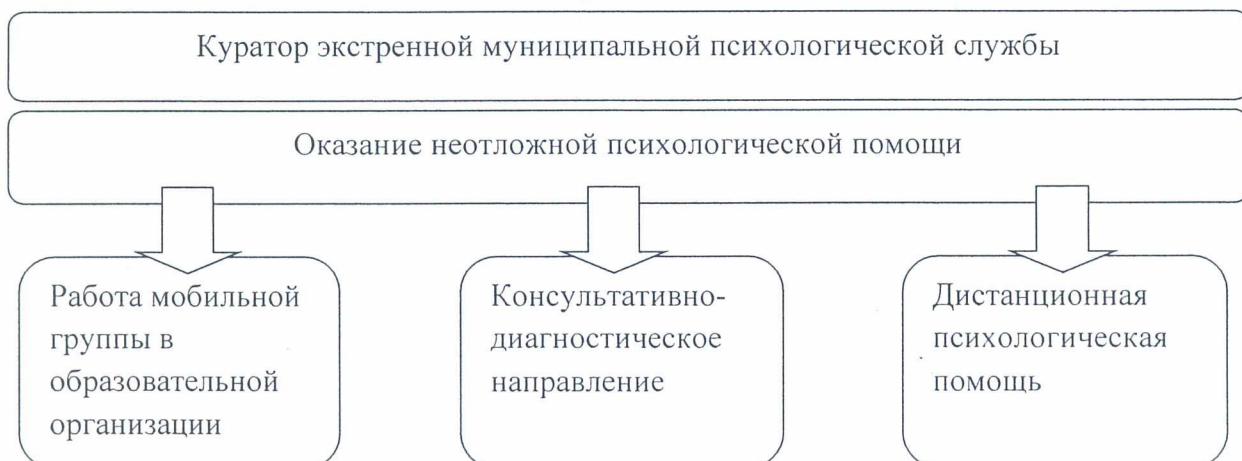 Куратор экстренной муниципальной психологической службы
Оказание неотложной психологической помощи
Работа мобильной
группы в
образовательной
организации
Консультативно-
диагностическое
направление
Дистанционная
психологическая
помощь